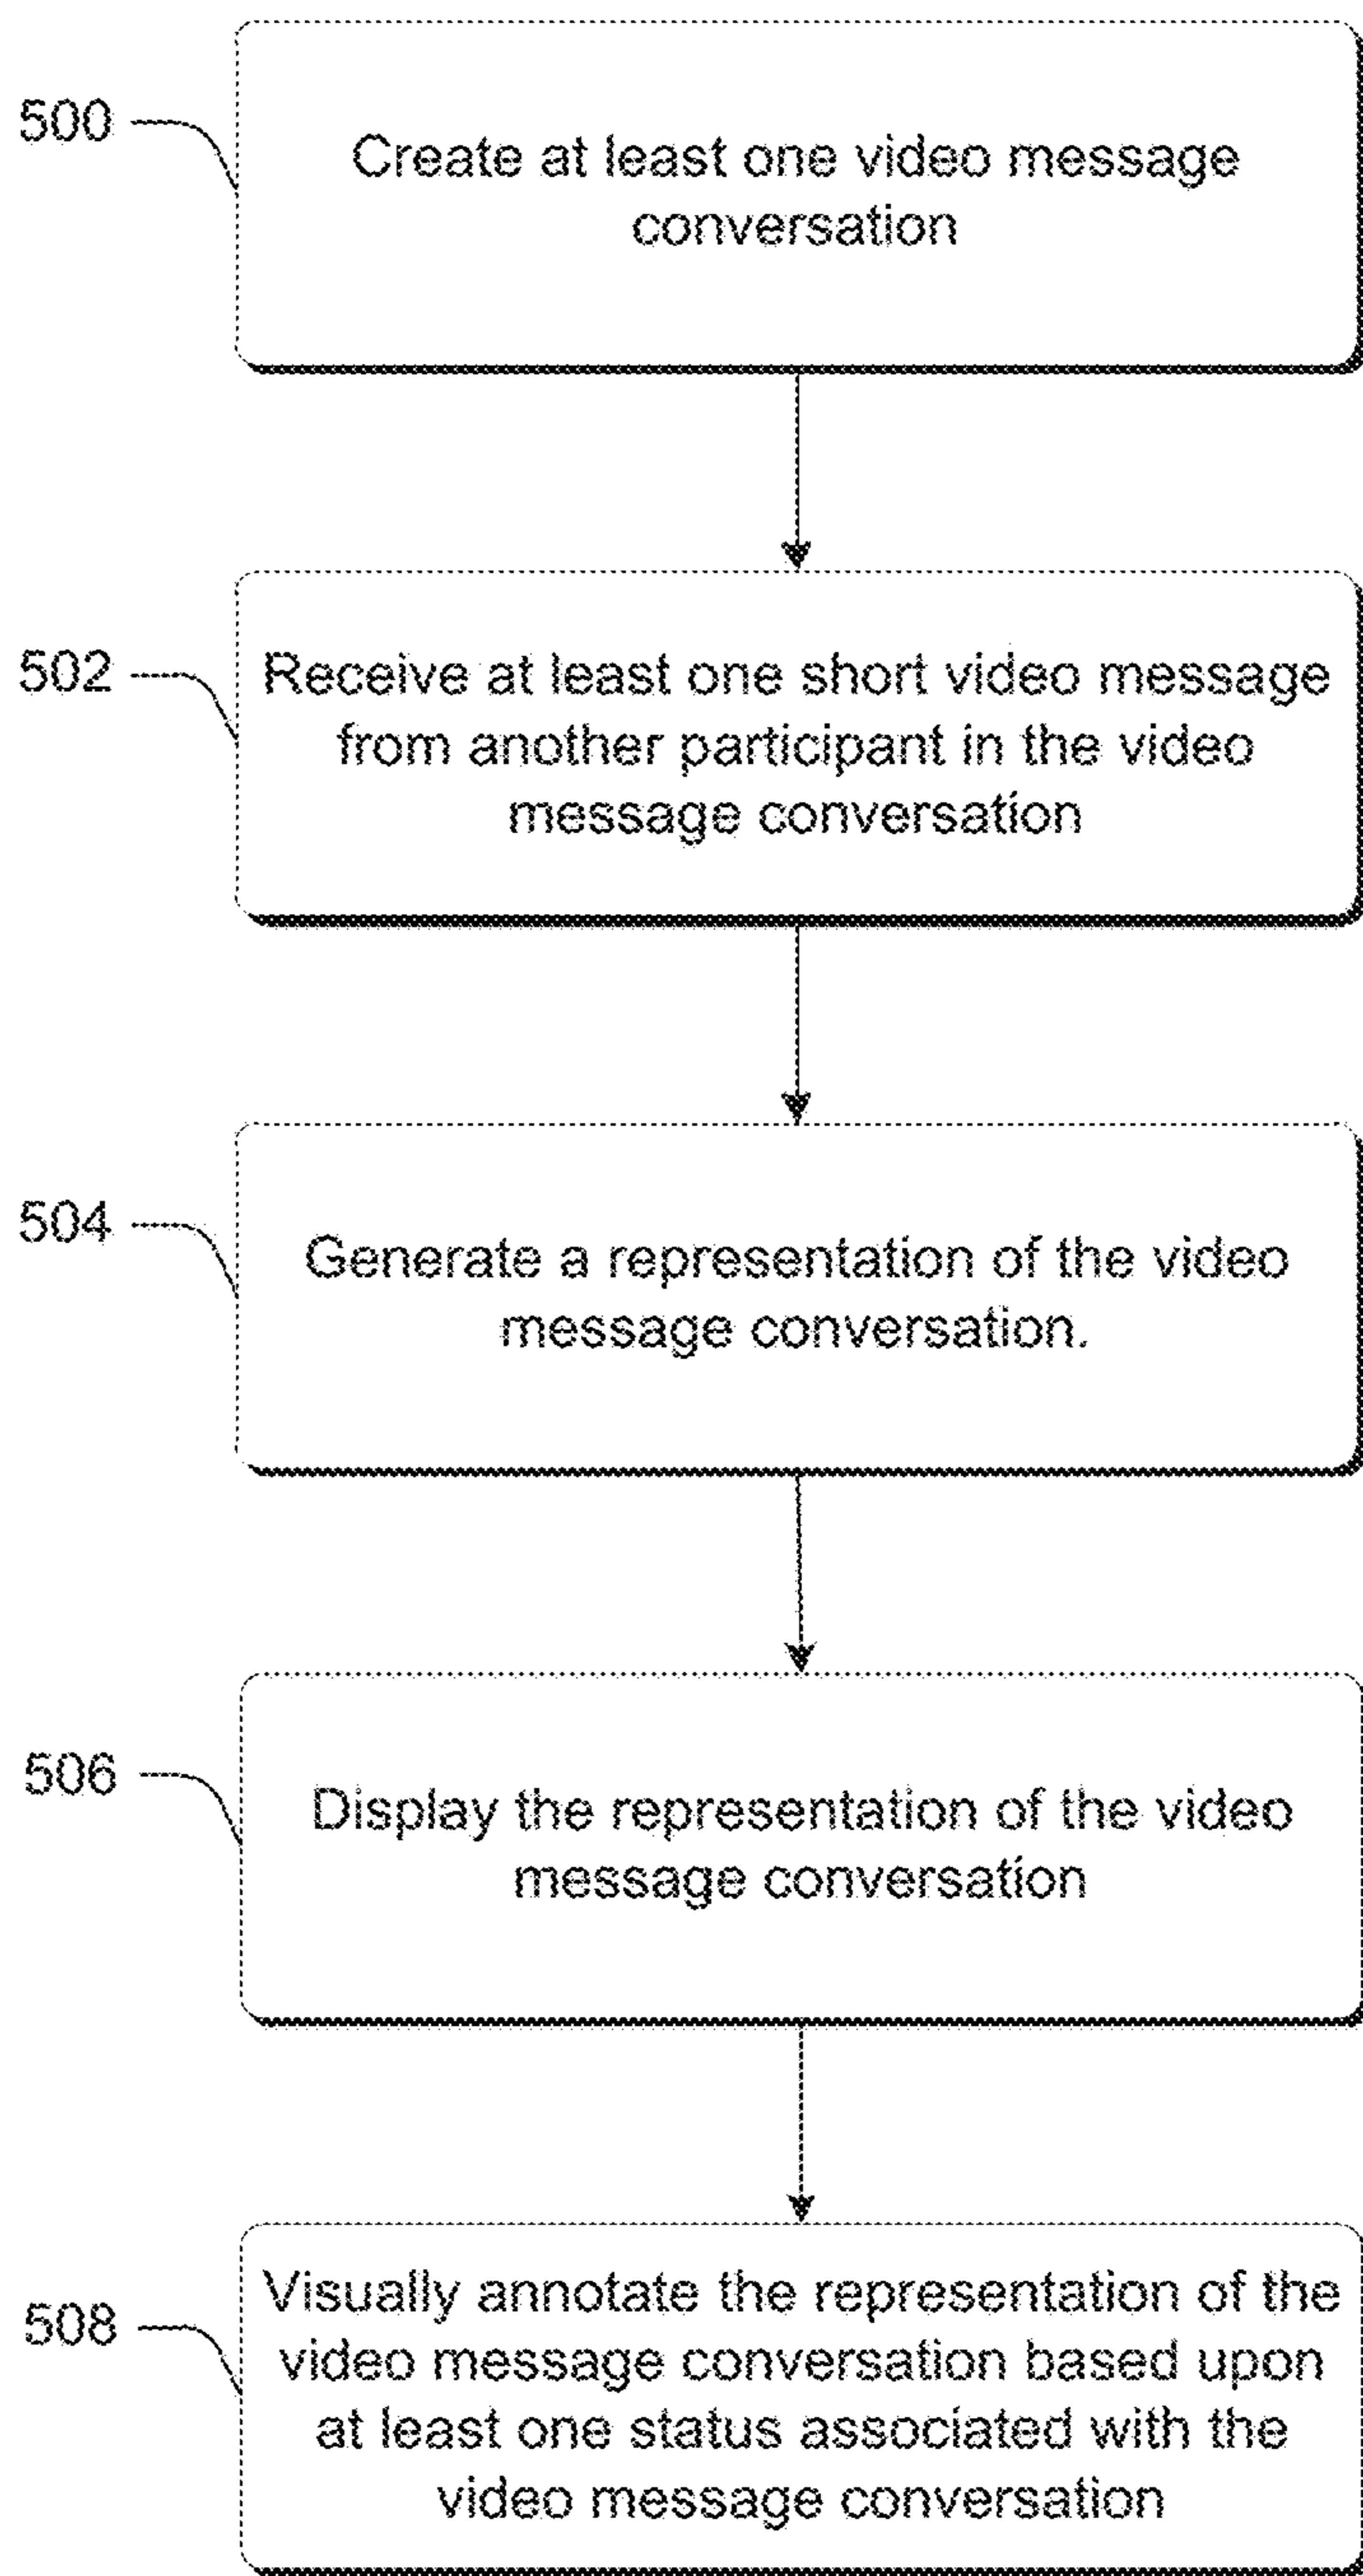 500
Create at least one video message
conversation
502
Receive at least one short video message
from another participant in the video
message conversation
504
Generate a representation of the video
message conversation.
506
Display the representation of the video
message conversation
508
Visually annotate the representation of the
video message conversation based upon
at least one status associated with the
video message conversation